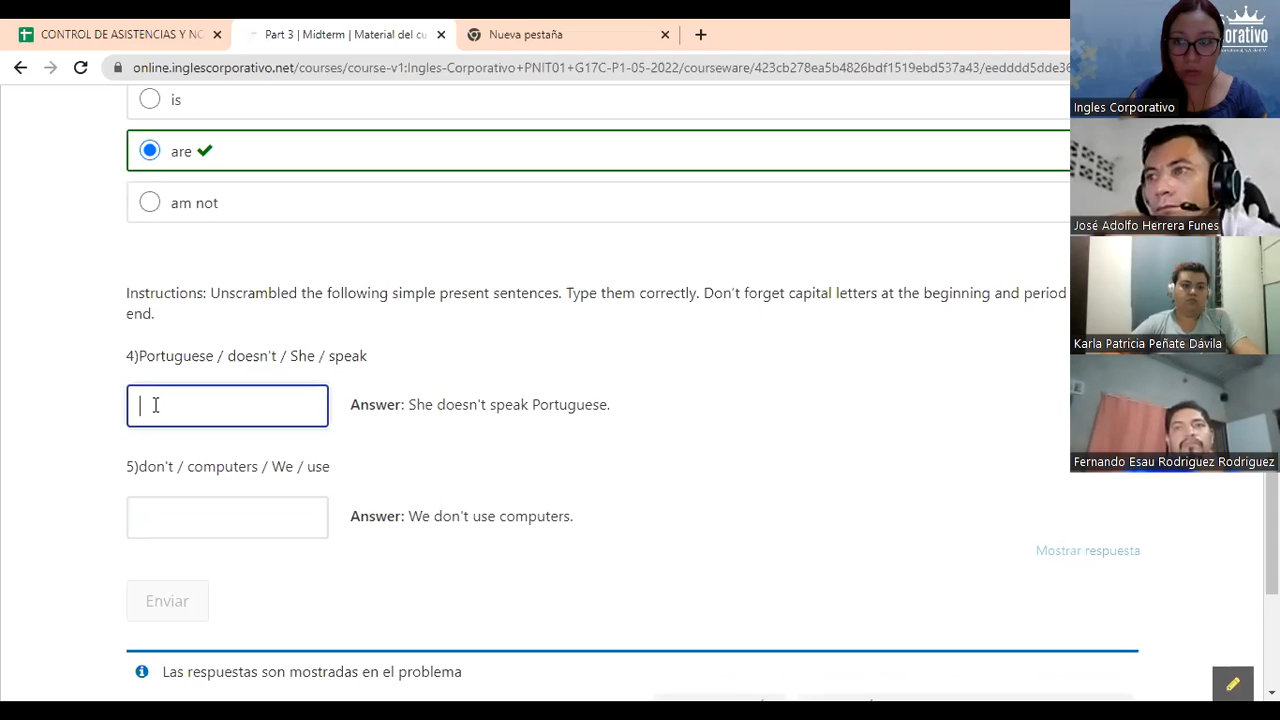 CONTROL DE ASISTENCIAS Y NO
Part 3 | Midterm | Material del cu
Nueva pestaña
online.inglescorporativo.net/courses/course-v1:Ingles-Corporativo+PNIT01+G17C-P1-05-2022/courseware/423cb278ea5b4826bdf1519ebd537a43/eedddd5dde36
orativo
Ingles Corporativo
is
are
am not
José Adolfo Herrera Funes
Instructions: Unscrambled the following simple present sentences. Type them correctly. Don't forget capital letters at the beginning and period
end.
Karla Patricia Peñate Dávila
4)Portuguese / doesn't / She / speak
Answer: She doesn't speak Portuguese.
Fernando Esau Rodriguez Rodriguez
5)don't / computers / We / use
Answer: We don't use computers.
Mostrar respuesta
Enviar
Las respuestas son mostradas en el problema